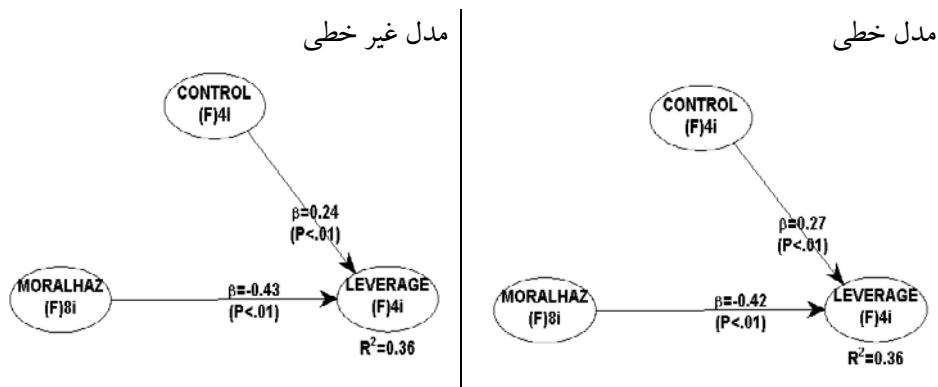 مدل خطی
CONTROL
(F)4i
β=0.27
(P<.01)
MORALHAZ
(F)8i
β=-0.42
(P<.01)
LEVERAGE
(F)4i
R²=0.36
مدل غیر خطی
CONTROL
(F)4i
β=0.24
(P<.01)
MORALHAZ
(F)8i
β=-0.43
(P<.01)
LEVERAGE
(F)4i
R²=0.36